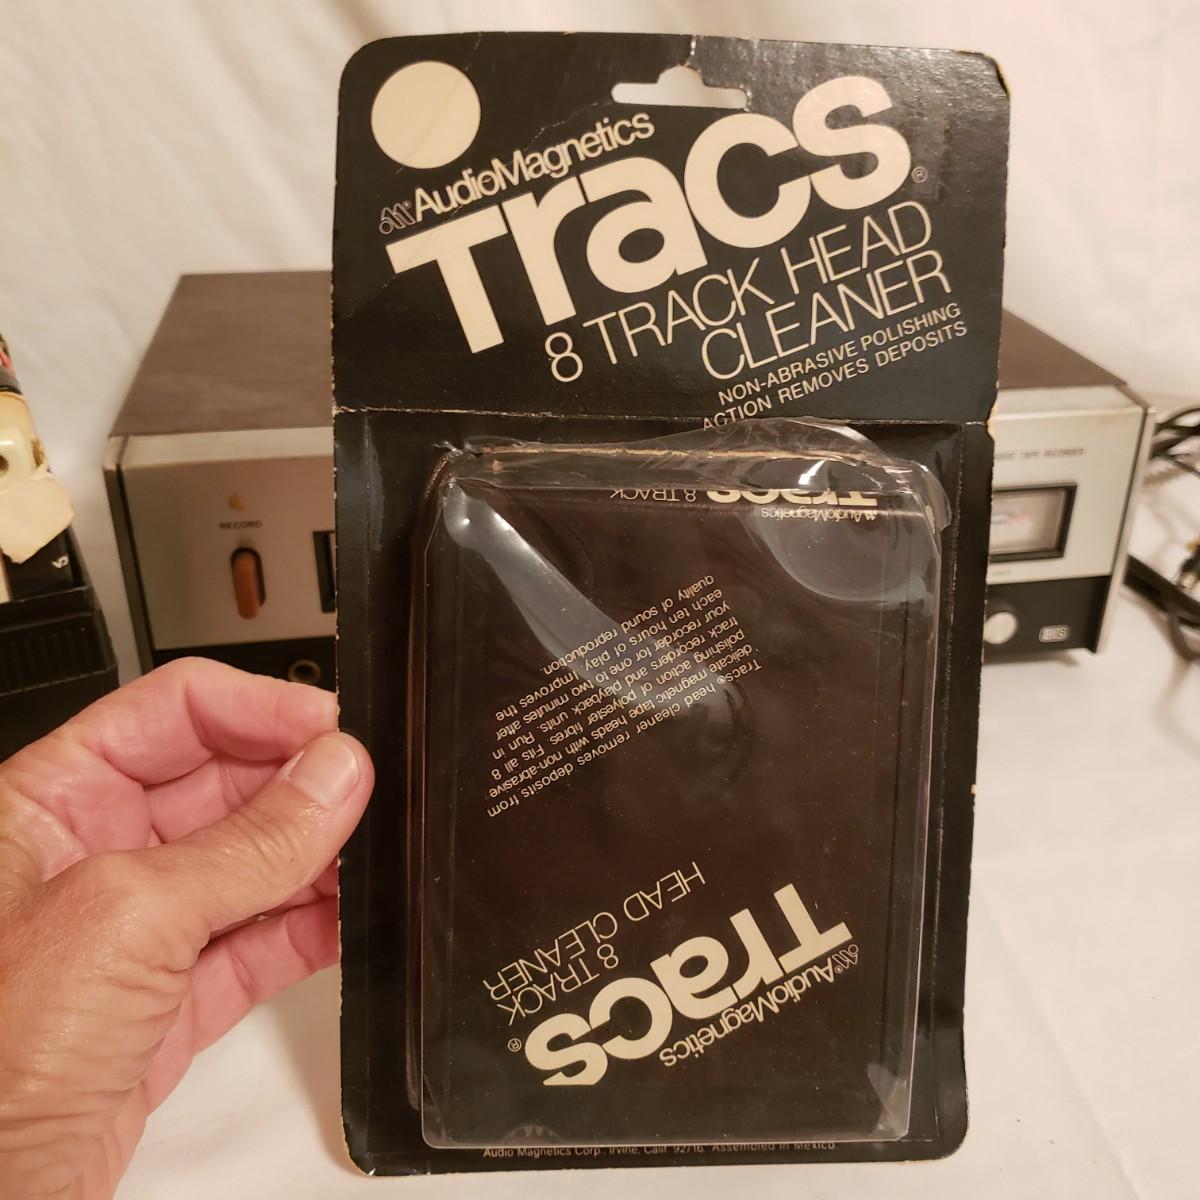 AudioMagnetics
Tracs®
8 TRACK HEAD
CLEANER
NON-ABRASIVE POLISHING
ACTION REMOVES DEPOSITS
RECORD
TAPE RECORDER
AudioMagnetics
Tracs 8 TRACK
AudioMagnetics
Tracs®
8 TRACK
HEAD CLEANER
Tracs® head cleaner removes deposits from
delicate magnetic tape heads with non-abrasive
polishing action of polyester fibres. Fits all 8
track recorders and playback units. Run in
your recorder for one to two minutes after
each ten hours of play. Improves the
quality of sound reproduction.
Audio Magnetics Corp., Irvine, Calif. 92716. Assembled in Mexico.